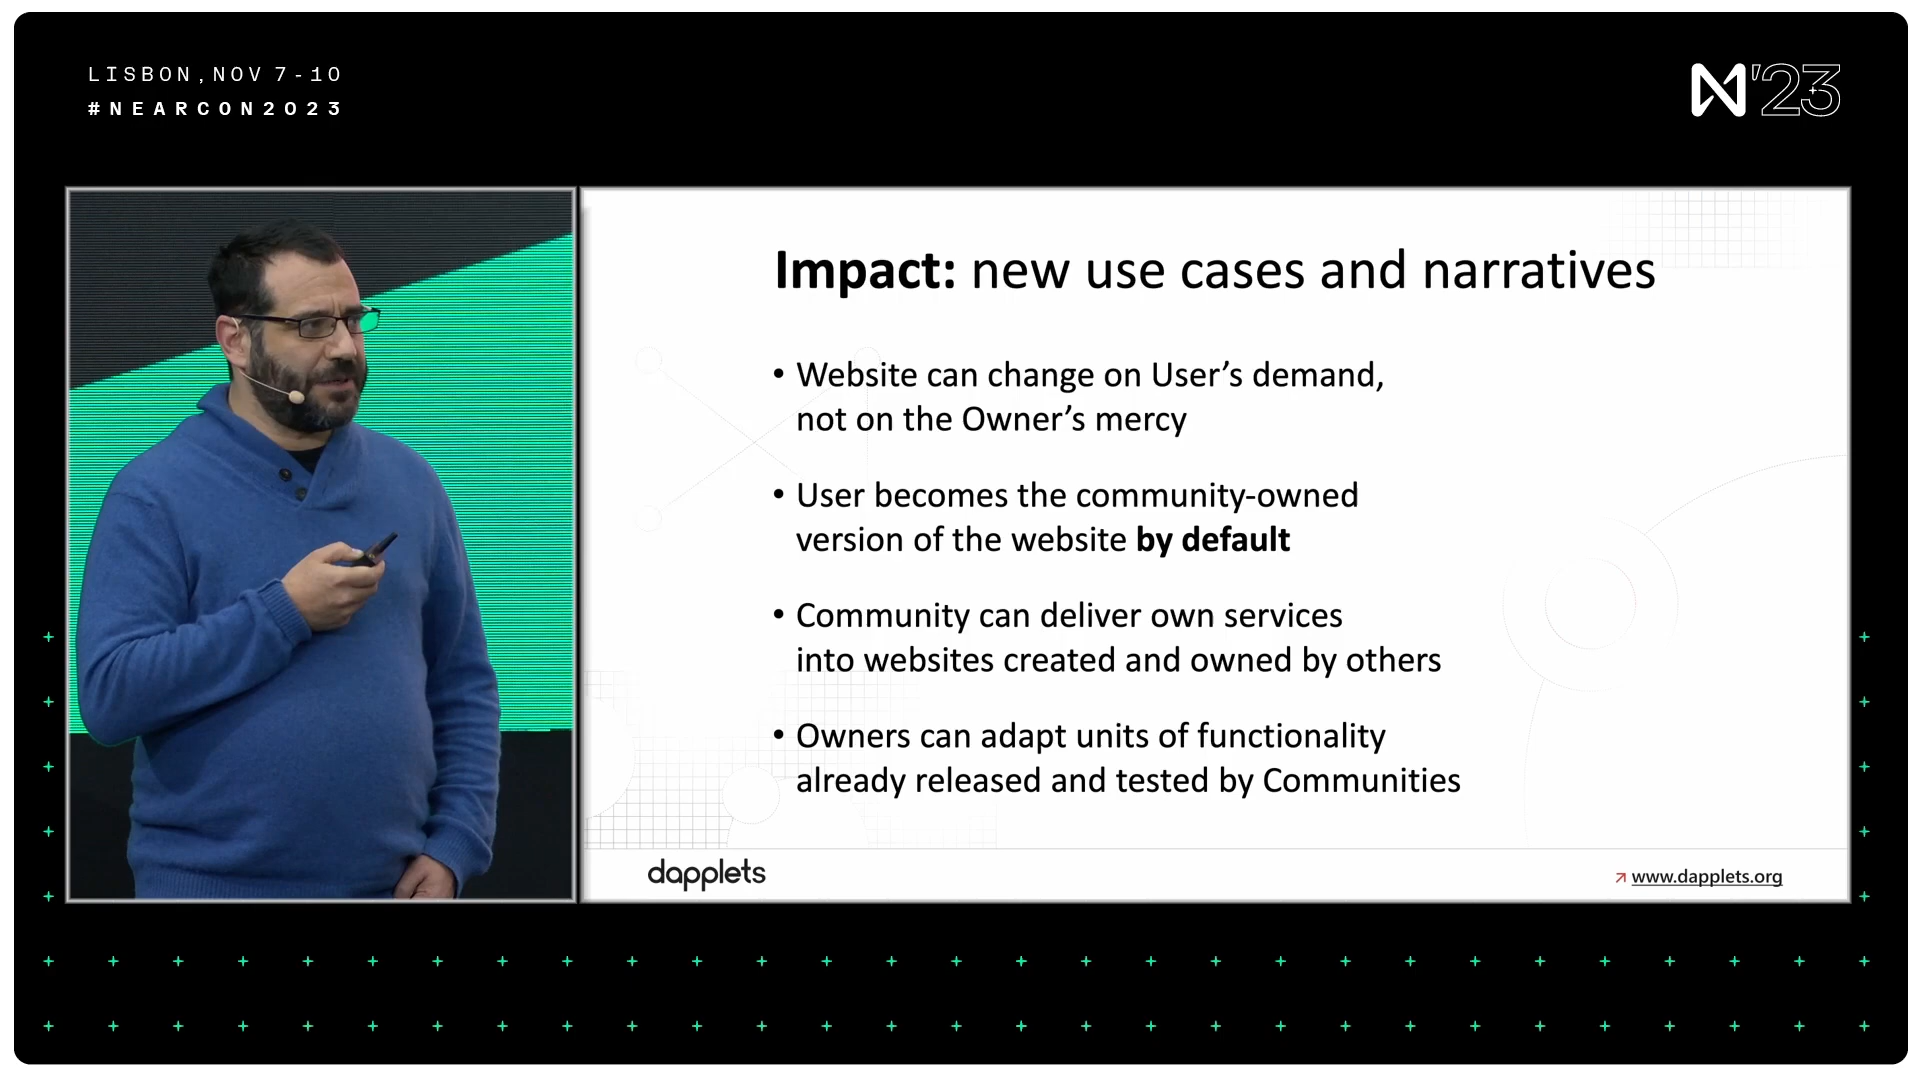 LISBON, NOV 7-10
#NEARCON2023
N'23
Impact: new use cases and narratives
• Website can change on User’s demand,
not on the Owner’s mercy
• User becomes the community-owned
version of the website by default
• Community can deliver own services
into websites created and owned by others
• Owners can adapt units of functionality
already released and tested by Communities
dapplets
www.dapplets.org